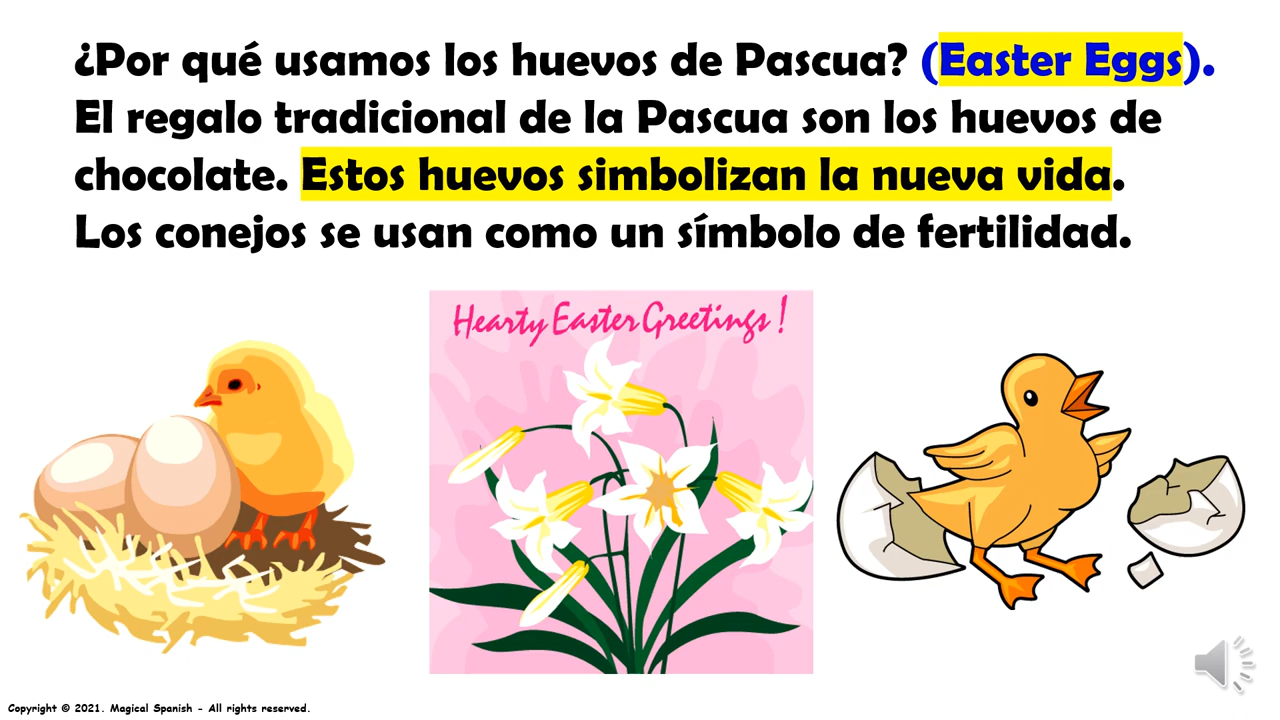 ¿Por qué usamos los huevos de Pascua? (Easter Eggs).
El regalo tradicional de la Pascua son los huevos de
chocolate. Estos huevos simbolizan la nueva vida.
Los conejos se usan como un símbolo de fertilidad.
Hearty Easter Greetings !
Copyright © 2021. Magical Spanish - All rights reserved.